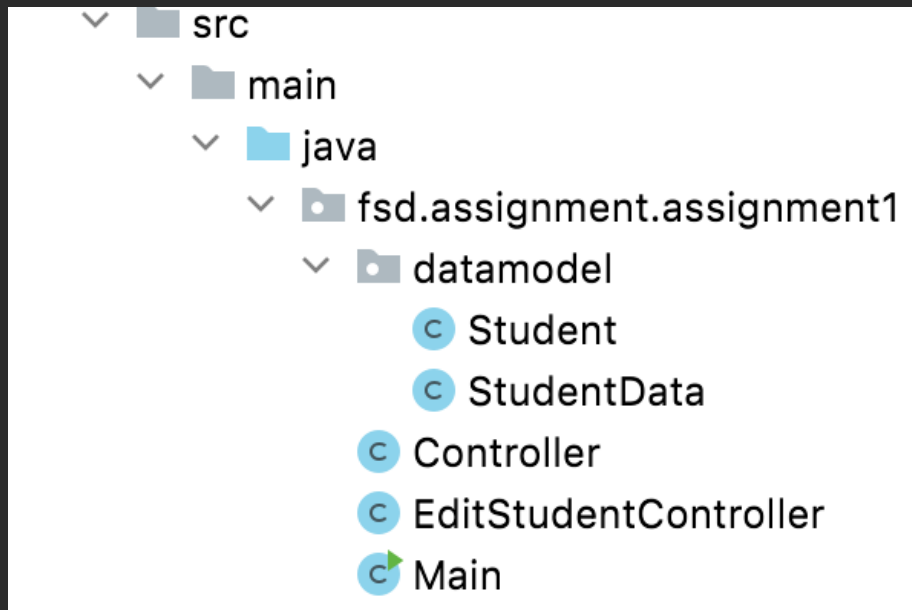 src
main
java
fsd.assignment.assignment1
datamodel
C Student
C StudentData
C Controller
C EditStudentController
C Main